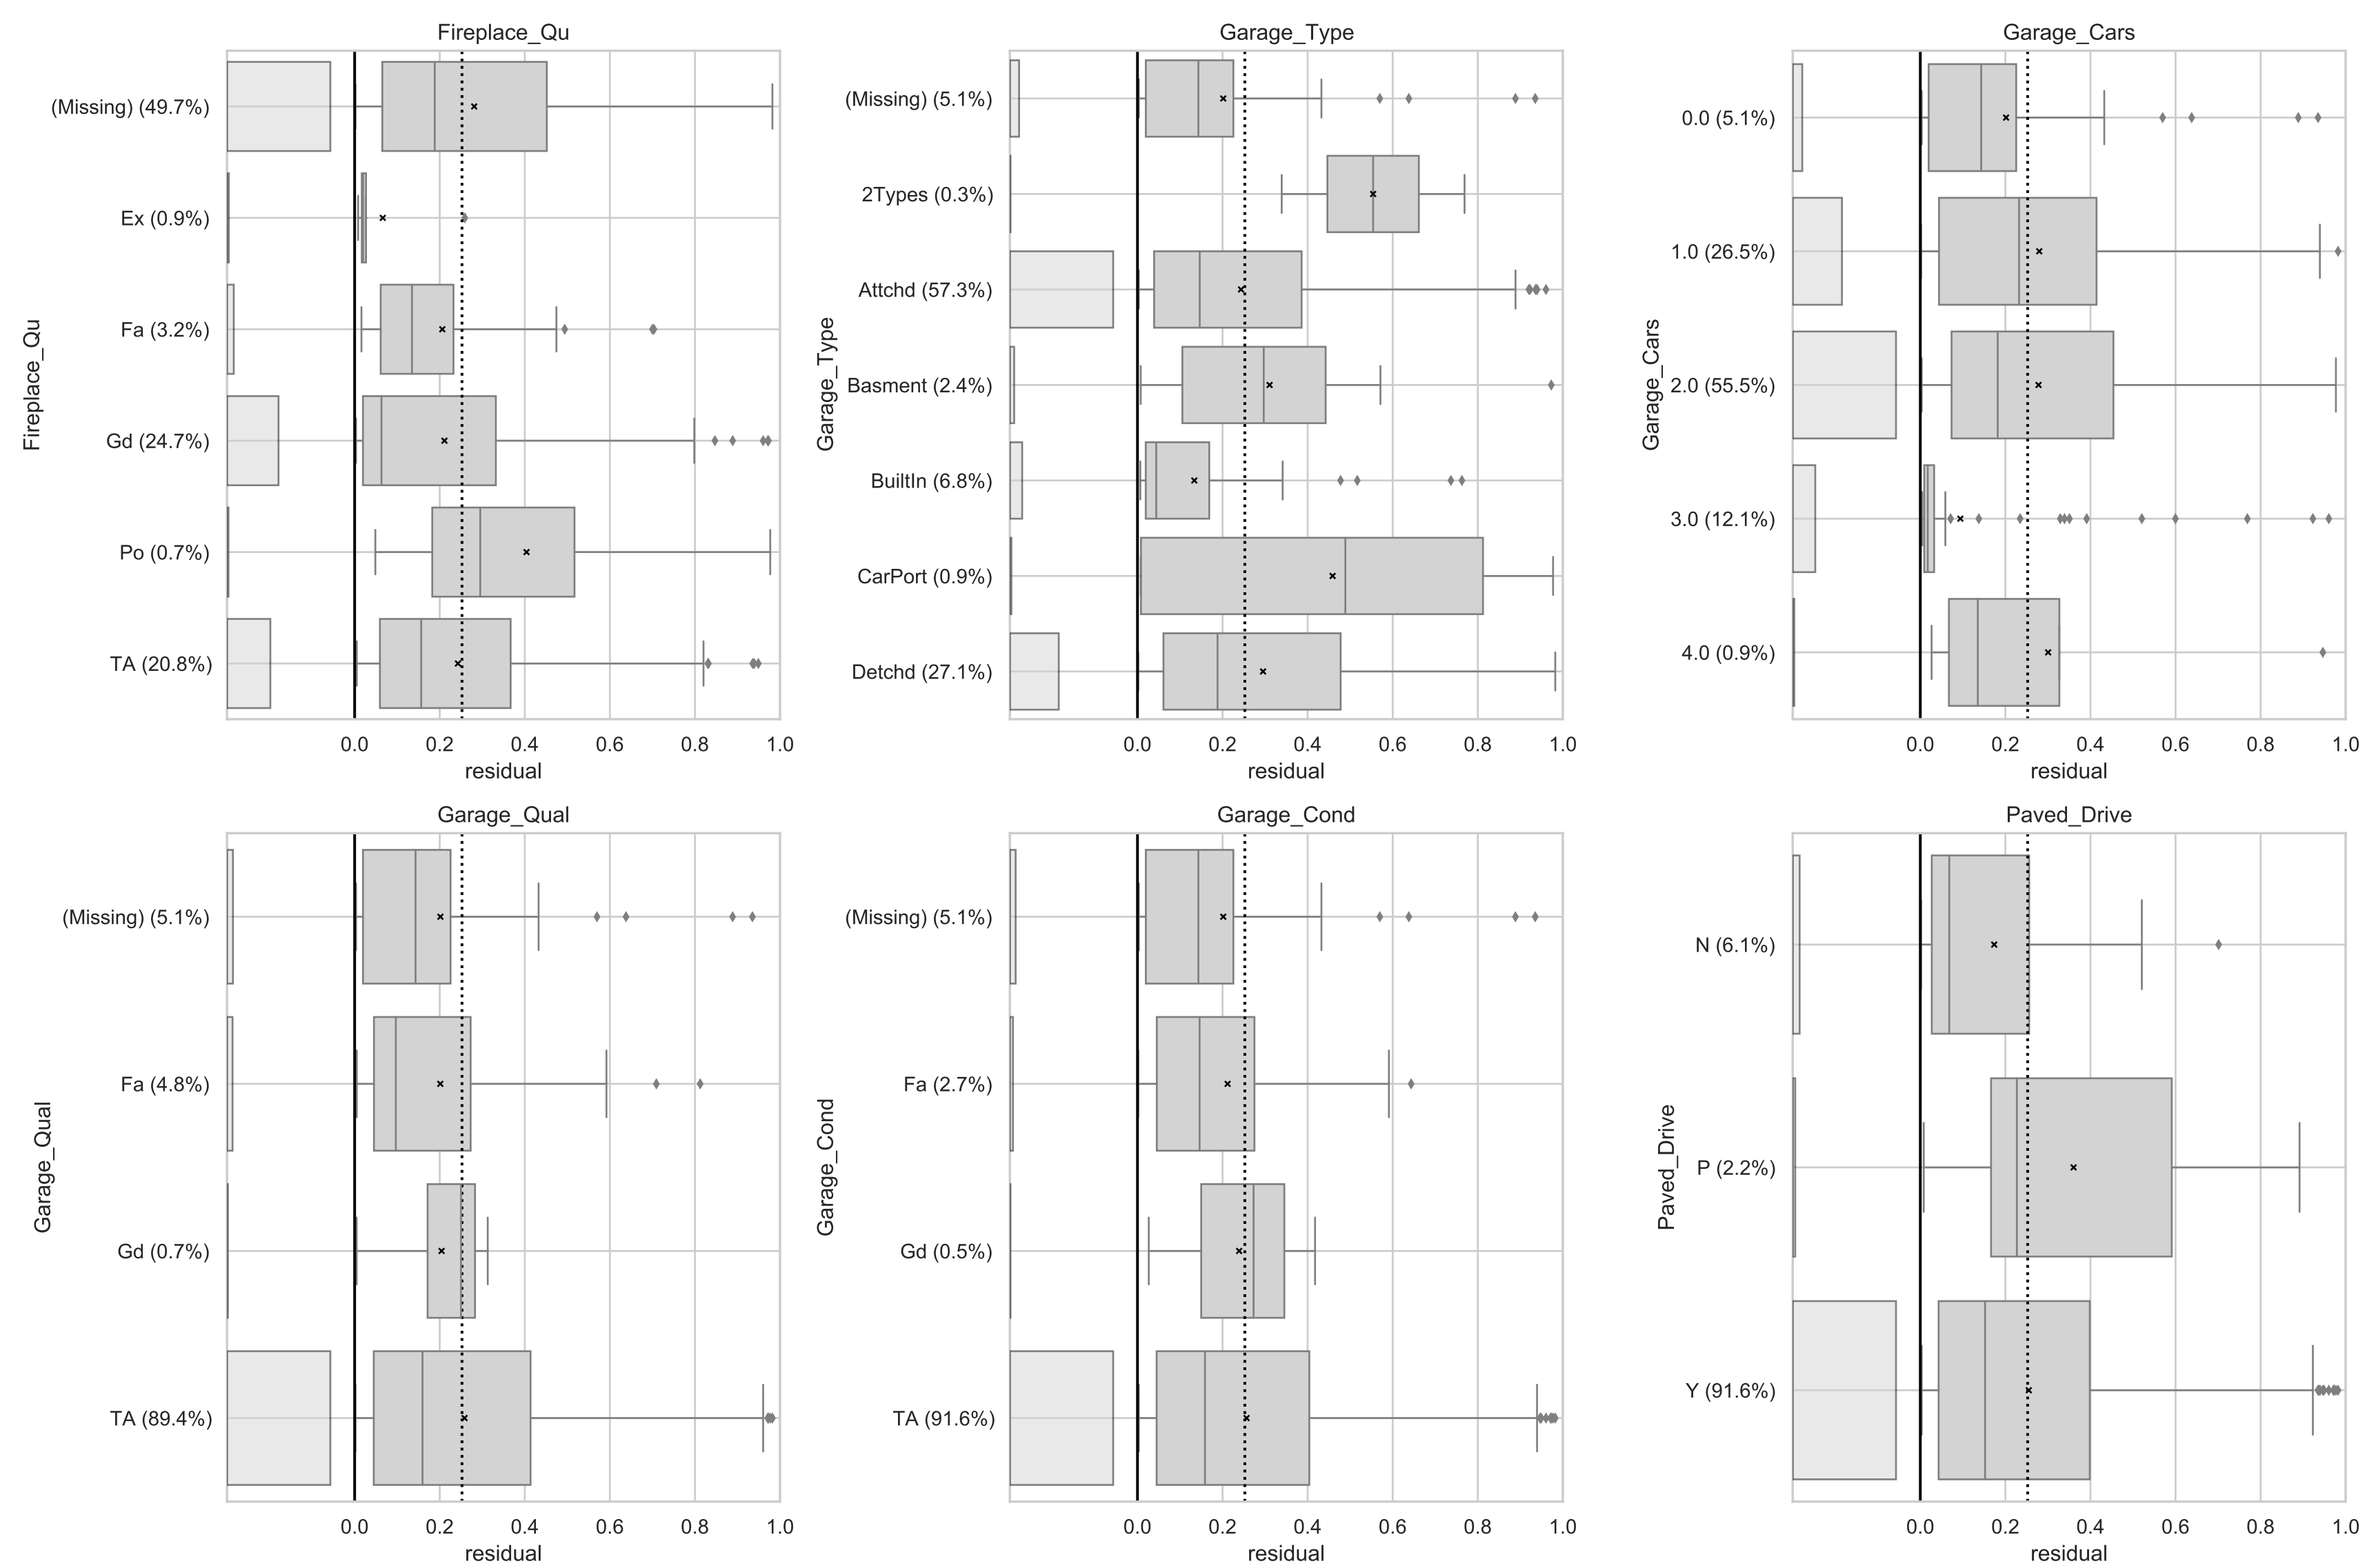 Fireplace_Qu
Fireplace_Qu
(Missing) (49.7%)
Ex (0.9%)
Fa (3.2%)
Gd (24.7%)
Po (0.7%)
TA (20.8%)
0.0 0.2 0.4 0.6 0.8 1.0
residual
Garage_Type
Garage_Type
(Missing) (5.1%)
2Types (0.3%)
Attchd (57.3%)
Basment (2.4%)
BuiltIn (6.8%)
CarPort (0.9%)
Detchd (27.1%)
0.0 0.2 0.4 0.6 0.8 1.0
residual
Garage_Cars
Garage_Cars
0.0 (5.1%)
1.0 (26.5%)
2.0 (55.5%)
3.0 (12.1%)
4.0 (0.9%)
0.0 0.2 0.4 0.6 0.8 1.0
residual
Garage_Qual
Garage_Qual
(Missing) (5.1%)
Fa (4.8%)
Gd (0.7%)
TA (89.4%)
0.0 0.2 0.4 0.6 0.8 1.0
residual
Garage_Cond
Garage_Cond
(Missing) (5.1%)
Fa (2.7%)
Gd (0.5%)
TA (91.6%)
0.0 0.2 0.4 0.6 0.8 1.0
residual
Paved_Drive
Paved_Drive
N (6.1%)
P (2.2%)
Y (91.6%)
0.0 0.2 0.4 0.6 0.8 1.0
residual